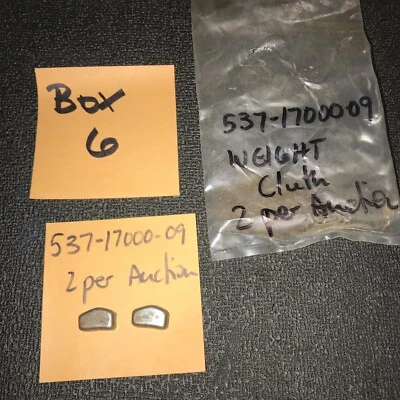 Box
6
537-17000-09
WEIGHT
Cluth
2 per Auction
537-17000-09
2 per Auction